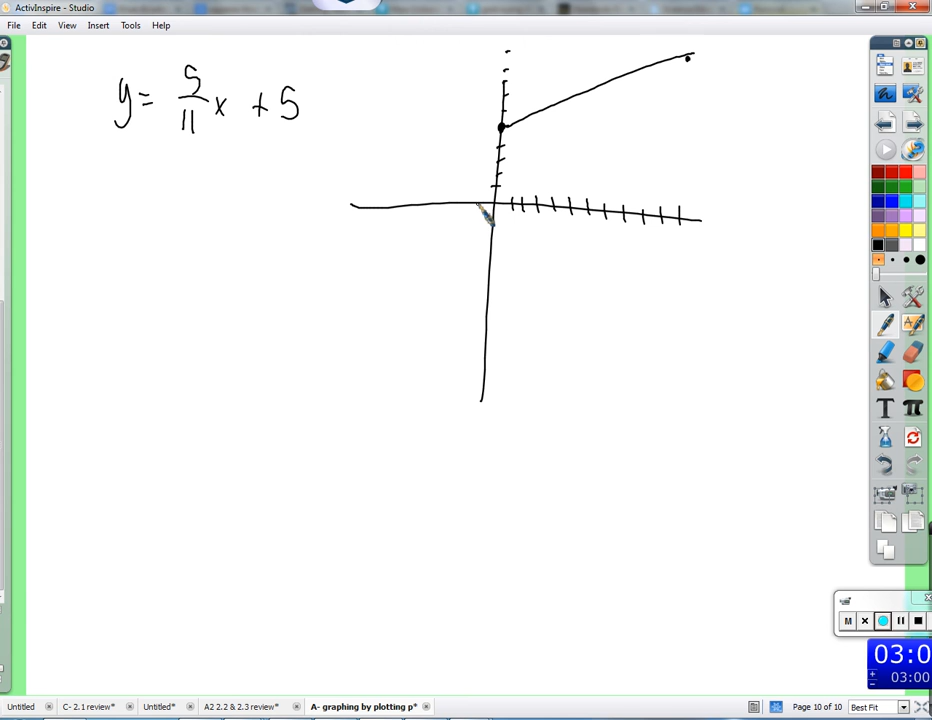 ActivInspire - Studio
File Edit View Insert Tools Help
y = 5/11 x + 5
M
03:0
03:00
Untitled C- 2.1 review* Untitled* A2 2.2 & 2.3 review* A- graphing by plotting p* Page 10 of 10 Best Fit